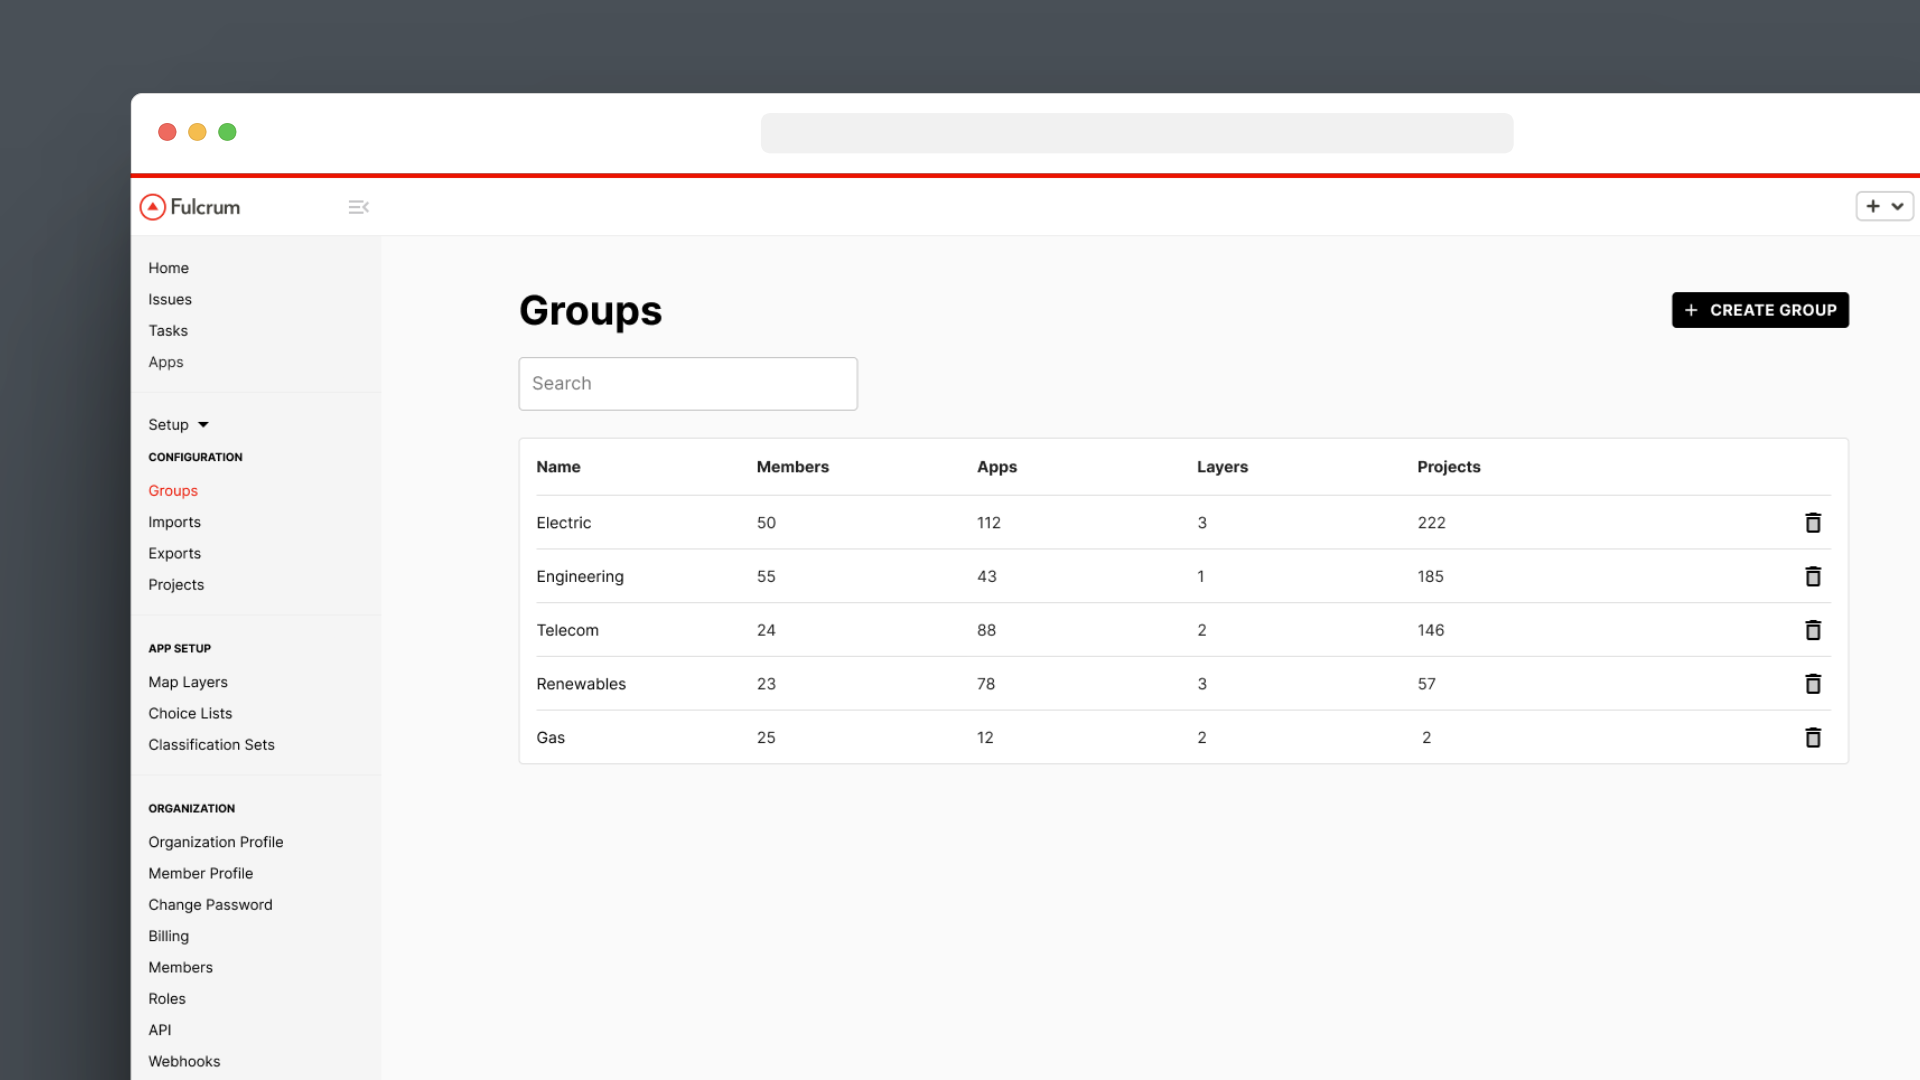 Fulcrum
Home
Issues
Tasks
Apps
Setup
CONFIGURATION
Groups
Imports
Exports
Projects
APP SETUP
Map Layers
Choice Lists
Classification Sets
ORGANIZATION
Organization Profile
Member Profile
Change Password
Billing
Members
Roles
API
Webhooks
Groups
+ CREATE GROUP
Search
Name Members Apps Layers Projects
Electric 50 112 3 222
Engineering 55 43 1 185
Telecom 24 88 2 146
Renewables 23 78 3 57
Gas 25 12 2 2